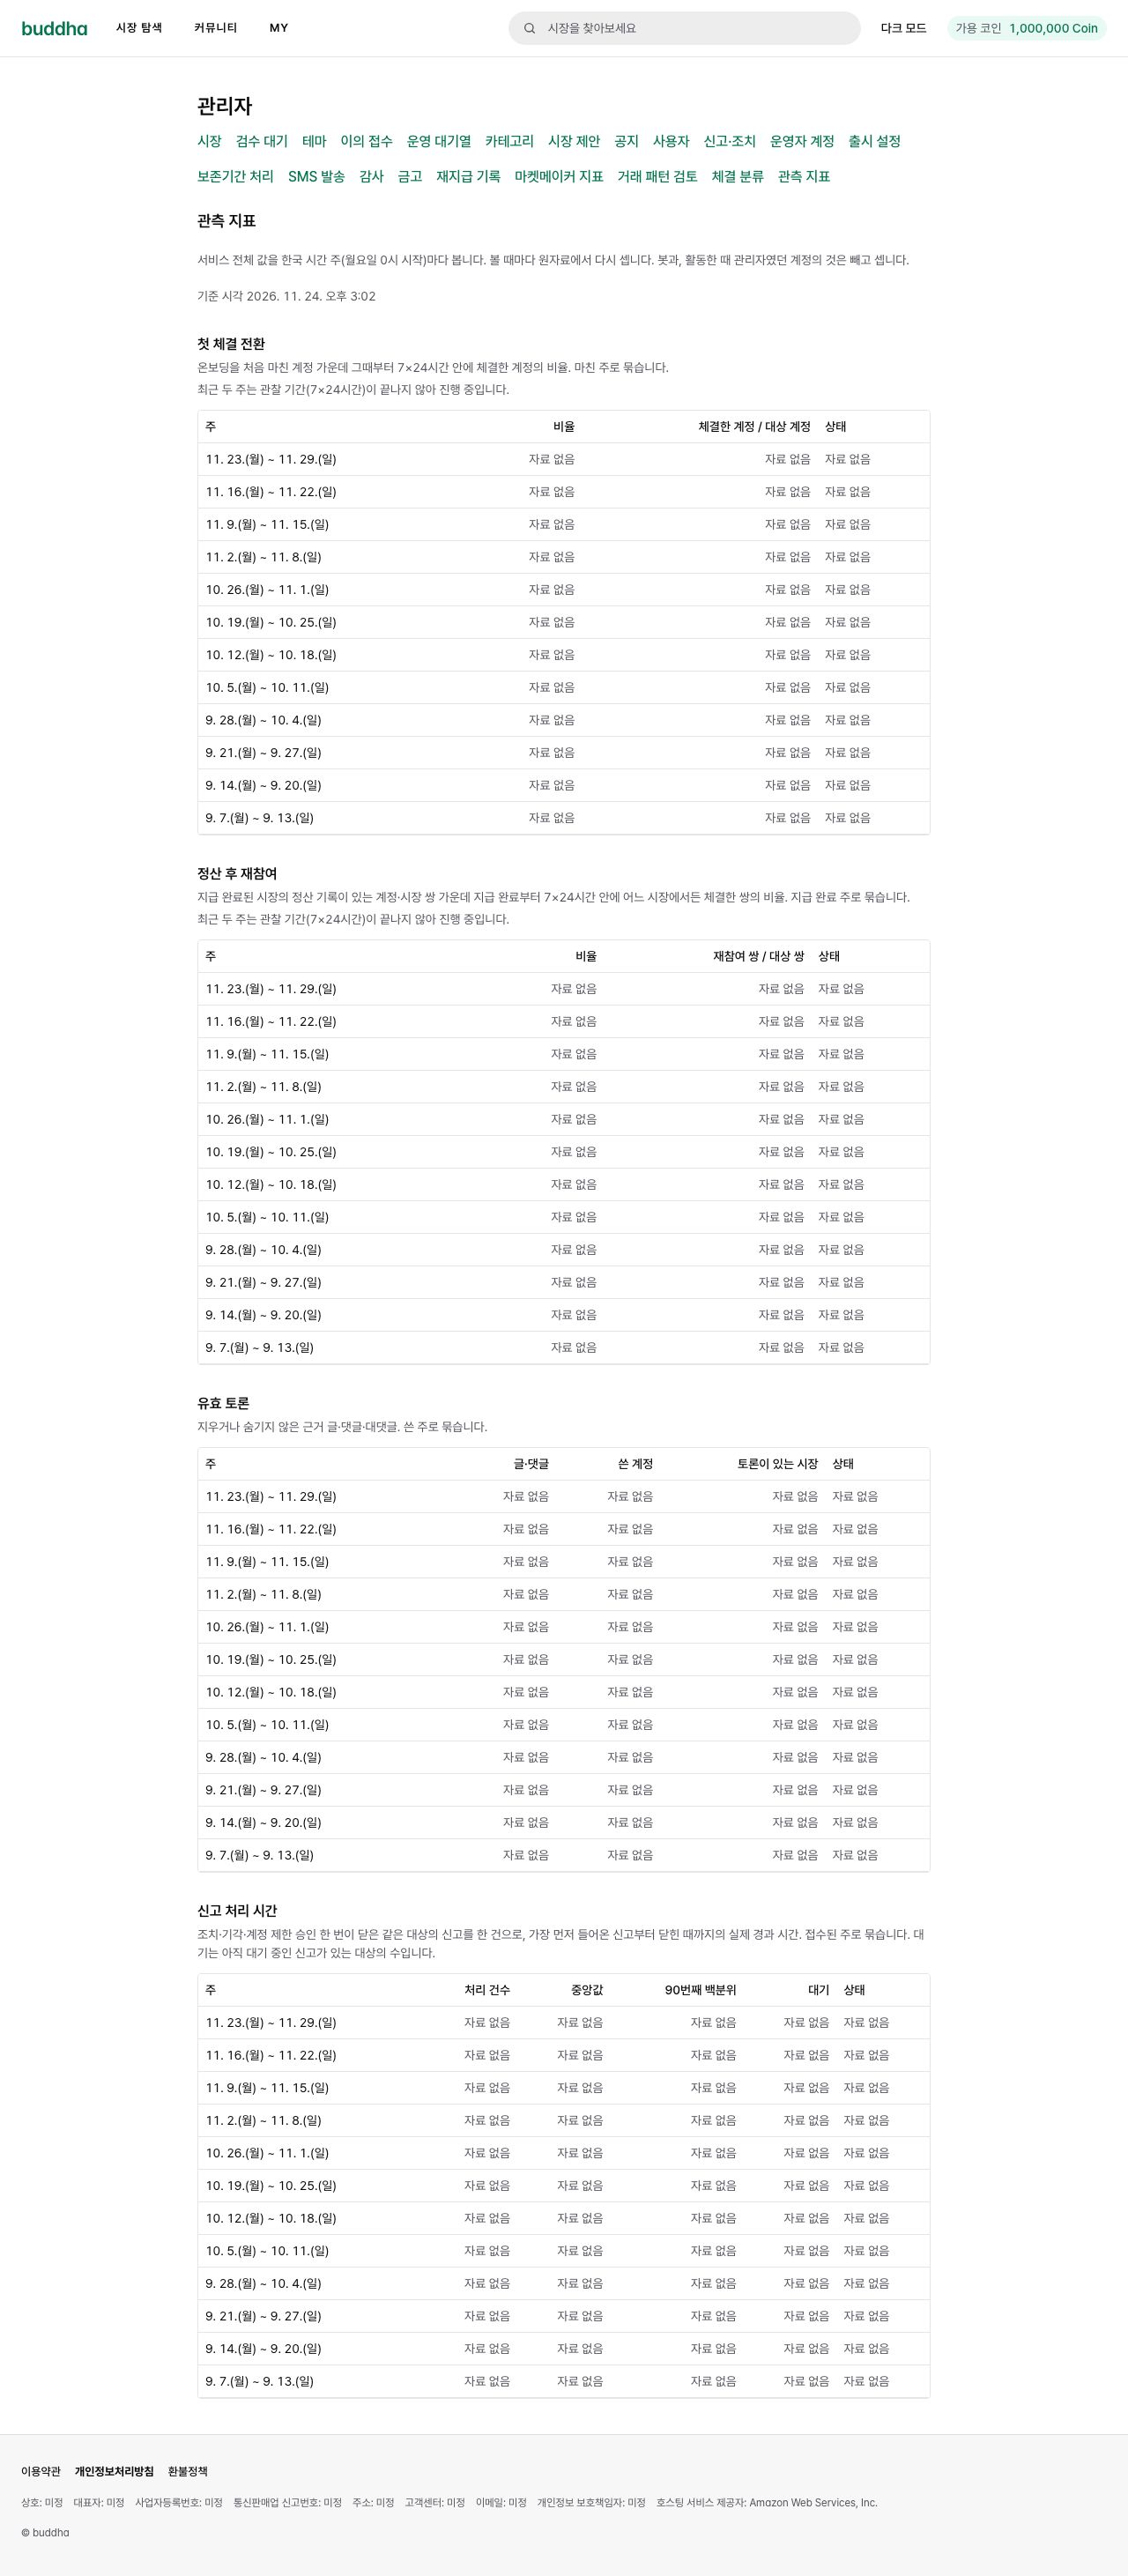 buddha 시장 탐색 커뮤니티 MY 시장을 찾아보세요 다크 모드 가용 코인 1,000,000 Coin
관리자
시장 검수 대기 테마 이의 접수 운영 대기열 카테고리 시장 제안 공지 사용자 신고·조치 운영자 계정 출시 설정
보존기간 처리 SMS 발송 감사 금고 재지급 기록 마켓메이커 지표 거래 패턴 검토 체결 분류 관측 지표
관측 지표
서비스 전체 값을 한국 시간 주(월요일 0시 시작)마다 봅니다. 볼 때마다 원자료에서 다시 셉니다. 봇과, 활동한 때 관리자였던 계정의 것은 빼고 셉니다.
기준 시각 2026. 11. 24. 오후 3:02
첫 체결 전환
온보딩을 처음 마친 계정 가운데 그때부터 7×24시간 안에 체결한 계정의 비율. 마친 주로 묶습니다.
최근 두 주는 관찰 기간(7×24시간)이 끝나지 않아 진행 중입니다.
주 비율 체결한 계정 / 대상 계정 상태
11. 23.(월) ~ 11. 29.(일) 자료 없음 자료 없음 자료 없음
11. 16.(월) ~ 11. 22.(일) 자료 없음 자료 없음 자료 없음
11. 9.(월) ~ 11. 15.(일) 자료 없음 자료 없음 자료 없음
11. 2.(월) ~ 11. 8.(일) 자료 없음 자료 없음 자료 없음
10. 26.(월) ~ 11. 1.(일) 자료 없음 자료 없음 자료 없음
10. 19.(월) ~ 10. 25.(일) 자료 없음 자료 없음 자료 없음
10. 12.(월) ~ 10. 18.(일) 자료 없음 자료 없음 자료 없음
10. 5.(월) ~ 10. 11.(일) 자료 없음 자료 없음 자료 없음
9. 28.(월) ~ 10. 4.(일) 자료 없음 자료 없음 자료 없음
9. 21.(월) ~ 9. 27.(일) 자료 없음 자료 없음 자료 없음
9. 14.(월) ~ 9. 20.(일) 자료 없음 자료 없음 자료 없음
9. 7.(월) ~ 9. 13.(일) 자료 없음 자료 없음 자료 없음
정산 후 재참여
지급 완료된 시장의 정산 기록이 있는 계정·시장 쌍 가운데 지급 완료부터 7×24시간 안에 어느 시장에서든 체결한 쌍의 비율. 지급 완료 주로 묶습니다.
최근 두 주는 관찰 기간(7×24시간)이 끝나지 않아 진행 중입니다.
주 비율 재참여 쌍 / 대상 쌍 상태
11. 23.(월) ~ 11. 29.(일) 자료 없음 자료 없음 자료 없음
11. 16.(월) ~ 11. 22.(일) 자료 없음 자료 없음 자료 없음
11. 9.(월) ~ 11. 15.(일) 자료 없음 자료 없음 자료 없음
11. 2.(월) ~ 11. 8.(일) 자료 없음 자료 없음 자료 없음
10. 26.(월) ~ 11. 1.(일) 자료 없음 자료 없음 자료 없음
10. 19.(월) ~ 10. 25.(일) 자료 없음 자료 없음 자료 없음
10. 12.(월) ~ 10. 18.(일) 자료 없음 자료 없음 자료 없음
10. 5.(월) ~ 10. 11.(일) 자료 없음 자료 없음 자료 없음
9. 28.(월) ~ 10. 4.(일) 자료 없음 자료 없음 자료 없음
9. 21.(월) ~ 9. 27.(일) 자료 없음 자료 없음 자료 없음
9. 14.(월) ~ 9. 20.(일) 자료 없음 자료 없음 자료 없음
9. 7.(월) ~ 9. 13.(일) 자료 없음 자료 없음 자료 없음
유효 토론
지우거나 숨기지 않은 근거 글·댓글·대댓글. 쓴 주로 묶습니다.
주 글·댓글 쓴 계정 토론이 있는 시장 상태
11. 23.(월) ~ 11. 29.(일) 자료 없음 자료 없음 자료 없음 자료 없음
11. 16.(월) ~ 11. 22.(일) 자료 없음 자료 없음 자료 없음 자료 없음
11. 9.(월) ~ 11. 15.(일) 자료 없음 자료 없음 자료 없음 자료 없음
11. 2.(월) ~ 11. 8.(일) 자료 없음 자료 없음 자료 없음 자료 없음
10. 26.(월) ~ 11. 1.(일) 자료 없음 자료 없음 자료 없음 자료 없음
10. 19.(월) ~ 10. 25.(일) 자료 없음 자료 없음 자료 없음 자료 없음
10. 12.(월) ~ 10. 18.(일) 자료 없음 자료 없음 자료 없음 자료 없음
10. 5.(월) ~ 10. 11.(일) 자료 없음 자료 없음 자료 없음 자료 없음
9. 28.(월) ~ 10. 4.(일) 자료 없음 자료 없음 자료 없음 자료 없음
9. 21.(월) ~ 9. 27.(일) 자료 없음 자료 없음 자료 없음 자료 없음
9. 14.(월) ~ 9. 20.(일) 자료 없음 자료 없음 자료 없음 자료 없음
9. 7.(월) ~ 9. 13.(일) 자료 없음 자료 없음 자료 없음 자료 없음
신고 처리 시간
조치·기각·계정 제한 승인 한 번이 닫은 같은 대상의 신고를 한 건으로, 가장 먼저 들어온 신고부터 닫힌 때까지의 실제 경과 시간. 접수된 주로 묶습니다. 대
기는 아직 대기 중인 신고가 있는 대상의 수입니다.
주 처리 건수 중앙값 90번째 백분위 대기 상태
11. 23.(월) ~ 11. 29.(일) 자료 없음 자료 없음 자료 없음 자료 없음 자료 없음
11. 16.(월) ~ 11. 22.(일) 자료 없음 자료 없음 자료 없음 자료 없음 자료 없음
11. 9.(월) ~ 11. 15.(일) 자료 없음 자료 없음 자료 없음 자료 없음 자료 없음
11. 2.(월) ~ 11. 8.(일) 자료 없음 자료 없음 자료 없음 자료 없음 자료 없음
10. 26.(월) ~ 11. 1.(일) 자료 없음 자료 없음 자료 없음 자료 없음 자료 없음
10. 19.(월) ~ 10. 25.(일) 자료 없음 자료 없음 자료 없음 자료 없음 자료 없음
10. 12.(월) ~ 10. 18.(일) 자료 없음 자료 없음 자료 없음 자료 없음 자료 없음
10. 5.(월) ~ 10. 11.(일) 자료 없음 자료 없음 자료 없음 자료 없음 자료 없음
9. 28.(월) ~ 10. 4.(일) 자료 없음 자료 없음 자료 없음 자료 없음 자료 없음
9. 21.(월) ~ 9. 27.(일) 자료 없음 자료 없음 자료 없음 자료 없음 자료 없음
9. 14.(월) ~ 9. 20.(일) 자료 없음 자료 없음 자료 없음 자료 없음 자료 없음
9. 7.(월) ~ 9. 13.(일) 자료 없음 자료 없음 자료 없음 자료 없음 자료 없음
이용약관 개인정보처리방침 환불정책
상호: 미정 대표자: 미정 사업자등록번호: 미정 통신판매업 신고번호: 미정 주소: 미정 고객센터: 미정 이메일: 미정 개인정보 보호책임자: 미정 호스팅 서비스 제공자: Amazon Web Services, Inc.
© buddha